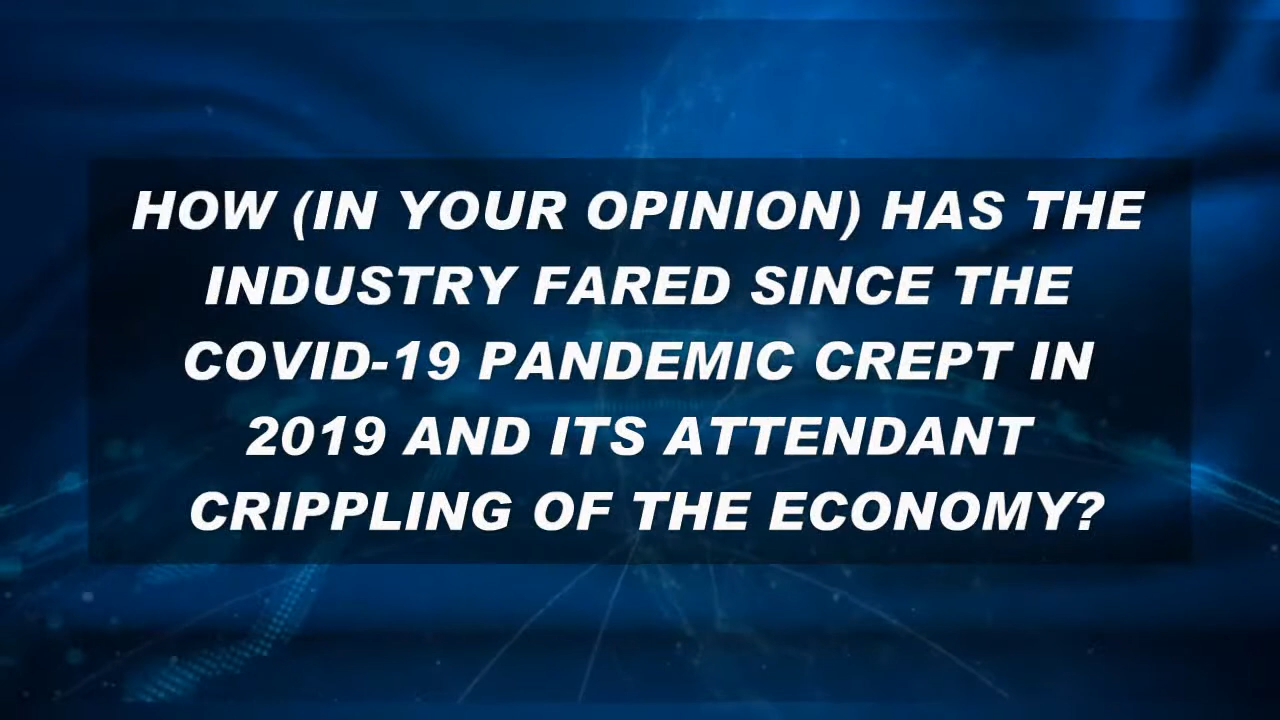 HOW (IN YOUR OPINION) HAS THE
INDUSTRY FARED SINCE THE
COVID-19 PANDEMIC CREPT IN
2019 AND ITS ATTENDANT
CRIPPLING OF THE ECONOMY?